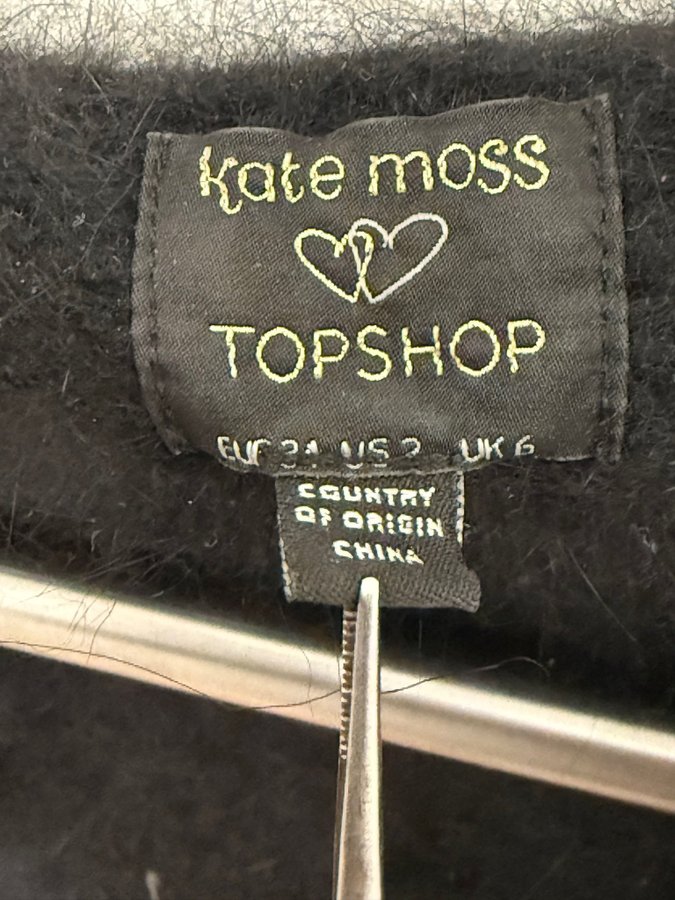 kate moss
TOPSHOP
EUR 34 US 2 UK 6
COUNTRY
OF ORIGIN
CHINA